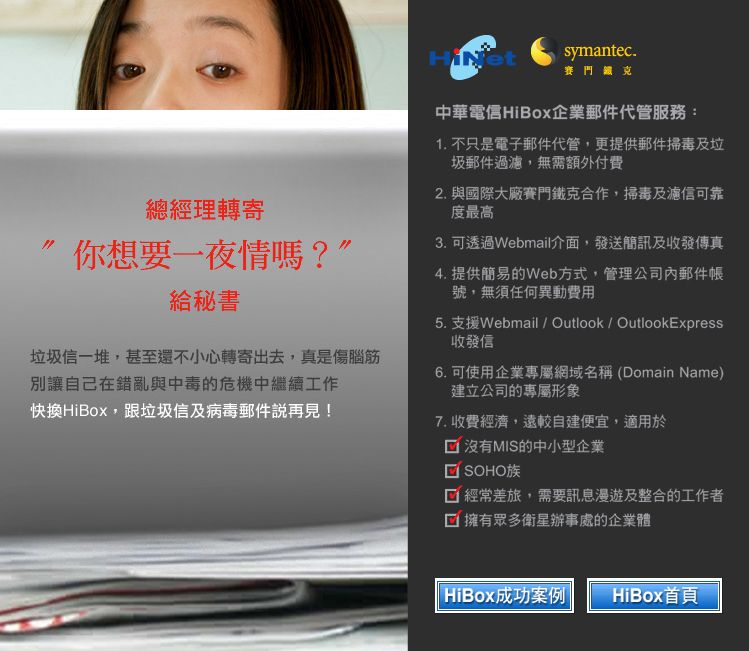 總經理轉寄
〞你想要一夜情嗎？〞
給秘書
垃圾信一堆，甚至還不小心轉寄出去，真是傷腦筋
別讓自己在錯亂與中毒的危機中繼續工作
快換HiBox，跟垃圾信及病毒郵件説再見！
HiNet
symantec.
賽門鐵克
中華電信HiBox企業郵件代管服務：
1. 不只是電子郵件代管，更提供郵件掃毒及垃
圾郵件過濾，無需額外付費
2. 與國際大廠賽門鐵克合作，掃毒及濾信可靠
度最高
3. 可透過Webmail介面，發送簡訊及收發傳真
4. 提供簡易的Web方式，管理公司內郵件帳
號，無須任何異動費用
5. 支援Webmail / Outlook / OutlookExpress
收發信
6. 可使用企業專屬網域名稱 (Domain Name)
建立公司的專屬形象
7. 收費經濟，遠較自建便宜，適用於
沒有MIS的中小型企業
SOHO族
經常差旅，需要訊息漫遊及整合的工作者
擁有眾多衛星辦事處的企業體
HiBox成功案例
HiBox首頁